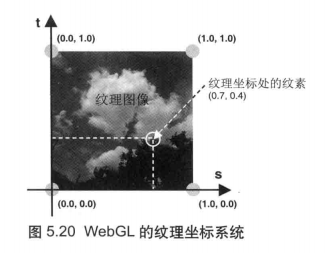 t
(0.0, 1.0)
(1.0, 1.0)
纹理图像
纹理坐标处的纹素
(0.7, 0.4)
s
(0.0, 0.0)
(1.0, 0.0)
图 5.20 WebGL 的纹理坐标系统